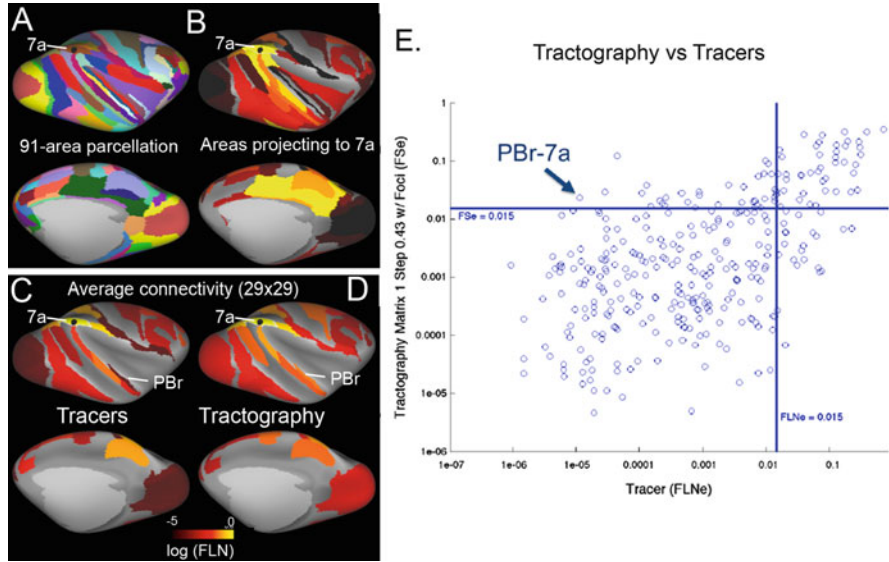 A
7a
B
7a
91-area parcellation
Areas projecting to 7a
C
Average connectivity (29x29)
D
7a
PBr
PBr
Tracers
Tractography
-5
0
log (FLN)
E.
Tractography vs Tracers
Tractography Matrix 1 Step 0.43 w/ Foci (FSe)
1
0.1
0.01
0.001
0.0001
1e-05
1e-06
PBr-7a
FSe = 0.015
FLNe = 0.015
1e-07
1e-06
1e-05
0.0001
0.001
0.01
0.1
Tracer (FLNe)